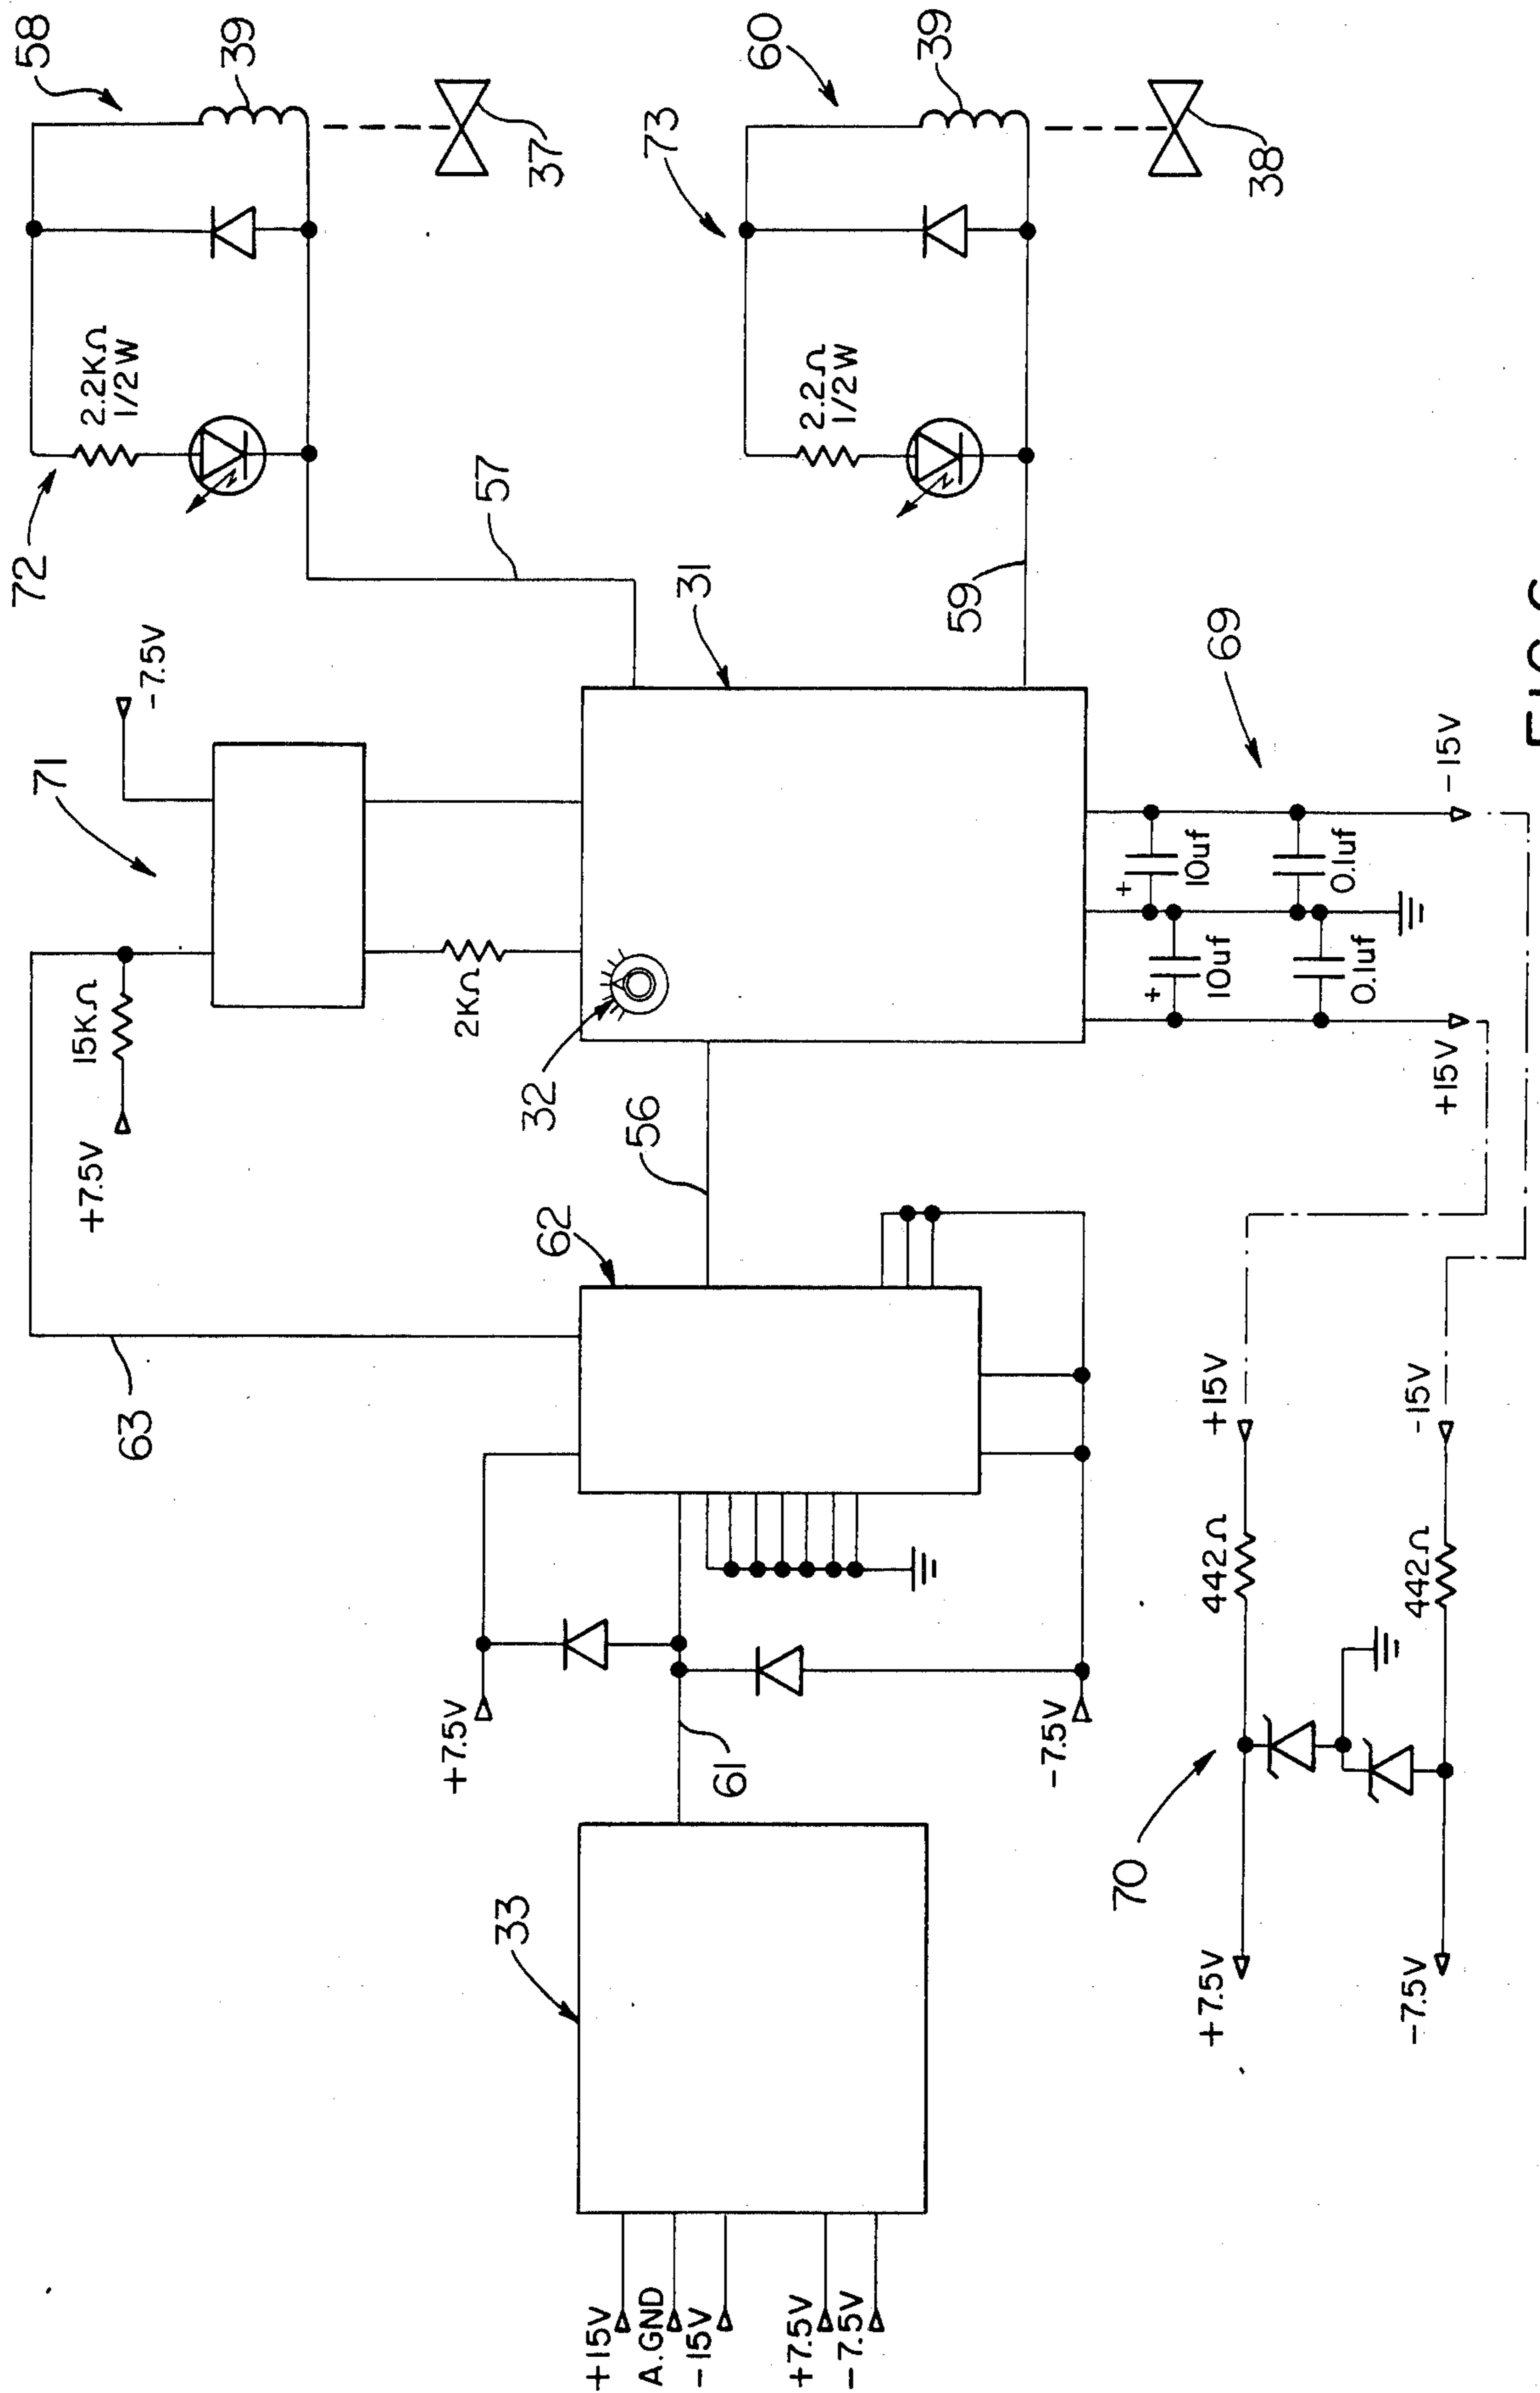 58
39
72
2.2KΩ
1/2W
37
57
60
39
73
2.2Ω
1/2W
38
59
-7.5V
71
15KΩ
+7.5V
2KΩ
31
32
56
69
10uf
+
0.1uf
10uf
+
0.1uf
-15V
+15V
62
63
+7.5V
61
-7.5V
33
+15V
A.GND
-15V
+7.5V
-7.5V
70
+15V
442Ω
+7.5V
-15V
442Ω
-7.5V